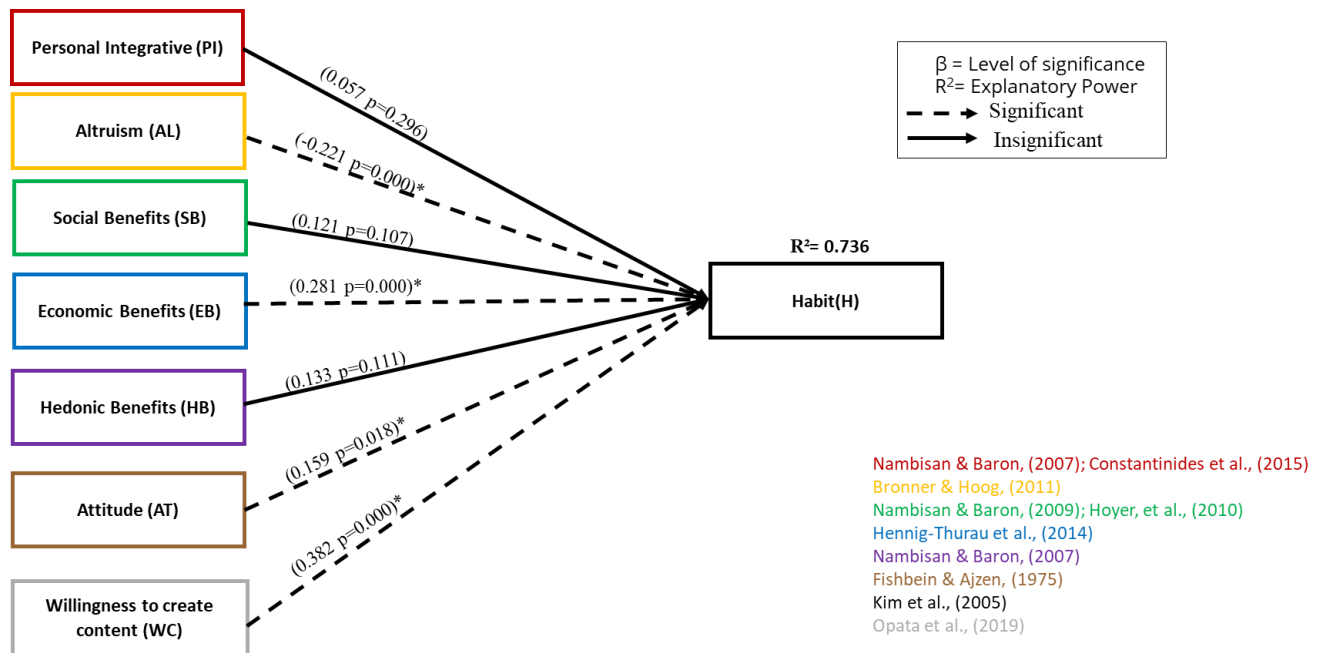 Personal Integrative (PI)
(0.057 p=0.296)
Altruism (AL)
(-0.221 p=0.000)*
Social Benefits (SB)
(0.121 p=0.107)
Economic Benefits (EB)
(0.281 p=0.000)*
Hedonic Benefits (HB)
(0.133 p=0.111)
Attitude (AT)
(0.159 p=0.018)*
Willingness to create
content (WC)
(0.382 p=0.000)*
R²= 0.736
Habit(H)
β = Level of significance
R²= Explanatory Power
Significant
Insignificant
Nambisan & Baron, (2007); Constantinides et al., (2015)
Bronner & Hoog, (2011)
Nambisan & Baron, (2009); Hoyer, et al., (2010)
Hennig-Thurau et al., (2014)
Nambisan & Baron, (2007)
Fishbein & Ajzen, (1975)
Kim et al., (2005)
Opata et al., (2019)